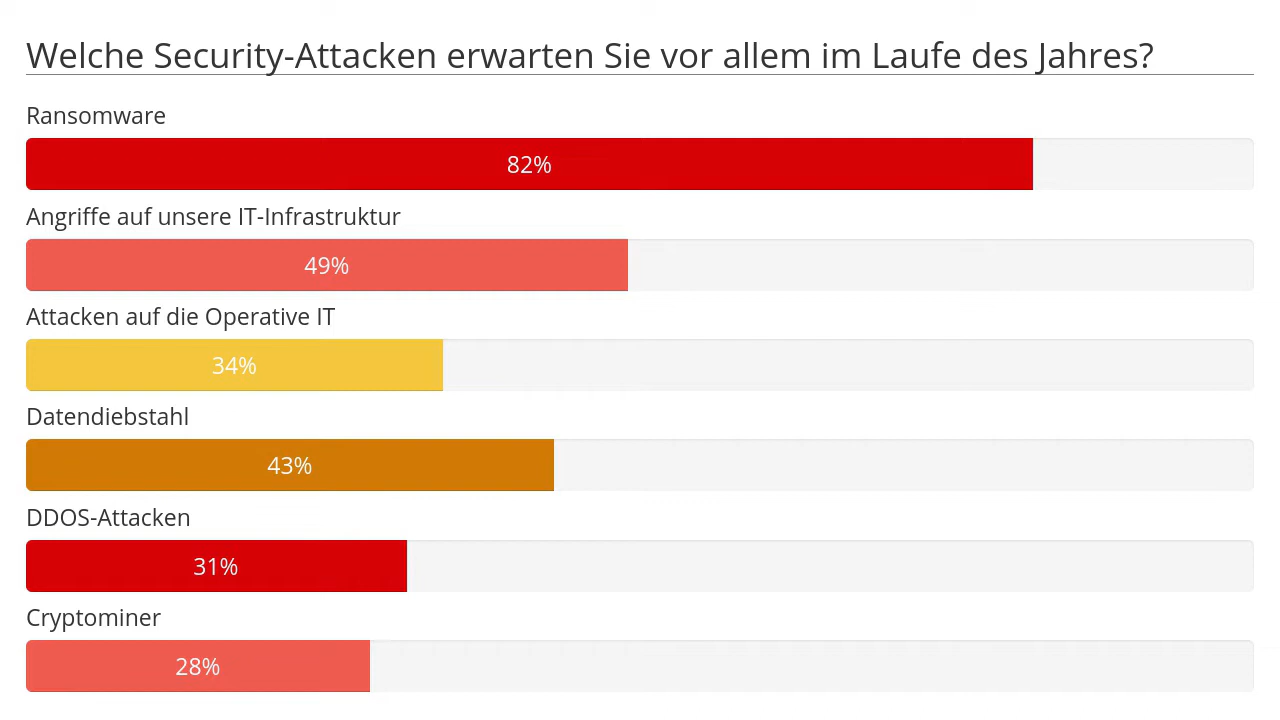 Welche Security-Attacken erwarten Sie vor allem im Laufe des Jahres?
Ransomware
82%
Angriffe auf unsere IT-Infrastruktur
49%
Attacken auf die Operative IT
34%
Datendiebstahl
43%
DDOS-Attacken
31%
Cryptominer
28%